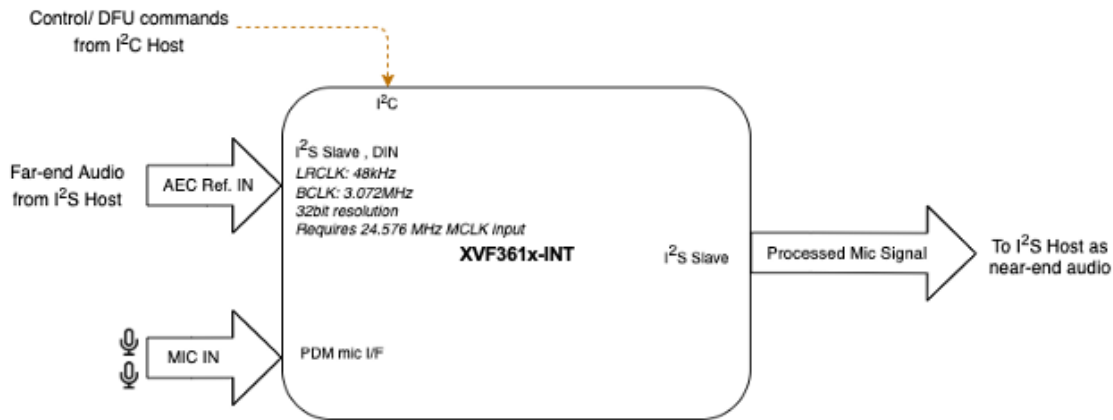 Control/ DFU commands
from I²C Host
I²C
I²S Slave , DIN
LRCLK: 48kHz
BCLK: 3.072MHz
32bit resolution
Requires 24.576 MHz MCLK input
Far-end Audio
from I²S Host
AEC Ref. IN
XVF361x-INT
I²S Slave
Processed Mic Signal
To I²S Host as
near-end audio
MIC IN
PDM mic I/F